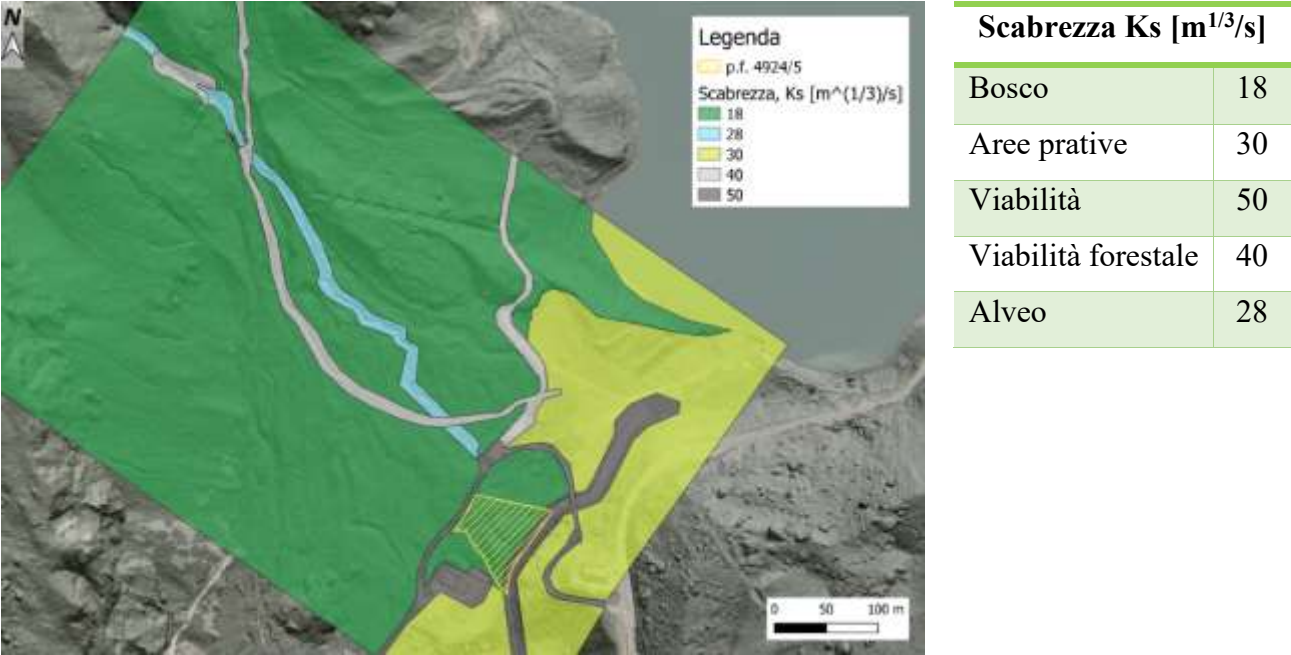 N
Legenda
p.f. 4924/5
Scabrezza, Ks [m^(1/3)/s]
18
28
30
40
50
0 50 100 m
Scabrezza Ks [m^{1/3}/s]
Bosco 18
Aree prative 30
Viabilità 50
Viabilità forestale 40
Alveo 28